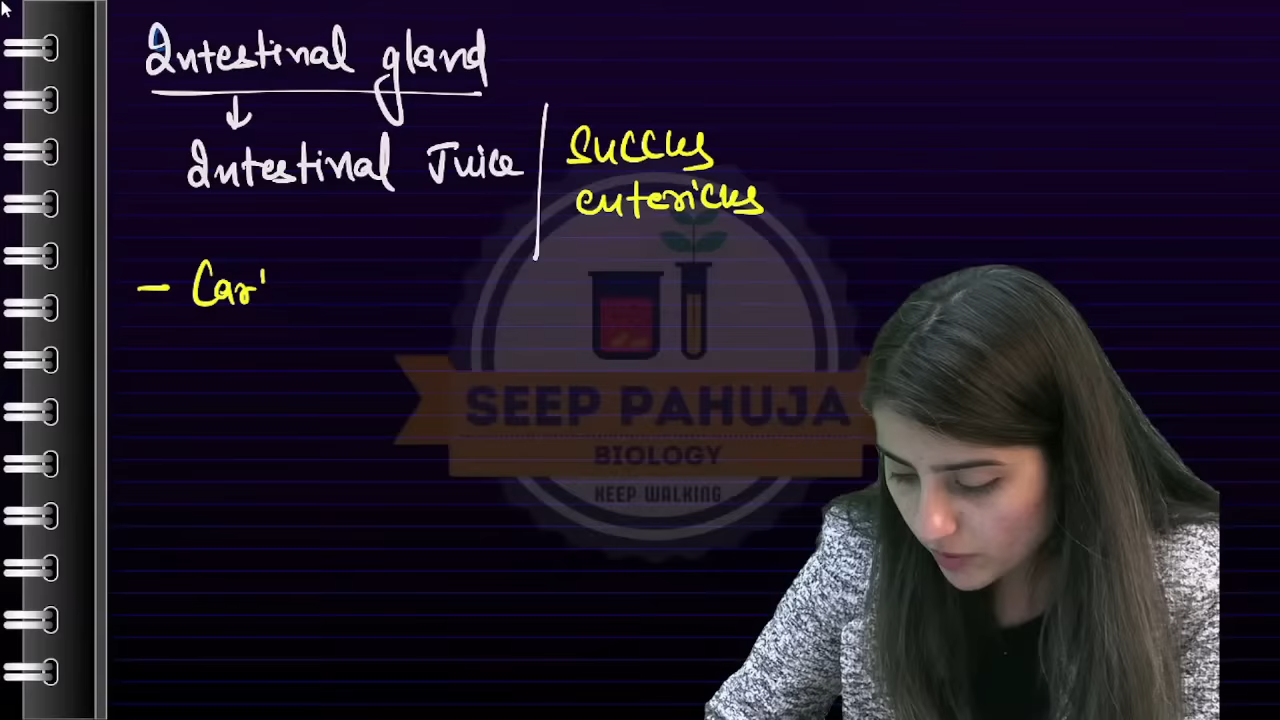 Intestinal gland
↓
Intestinal Juice
Succus
entericus
- Car
SEEP PAHUJA
BIOLOGY
KEEP WALKING